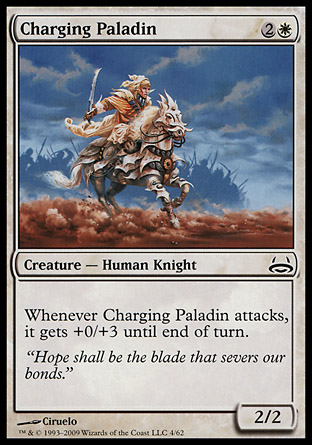 Charging Paladin 2
Creature — Human Knight
Whenever Charging Paladin attacks,
it gets +0/+3 until end of turn.
"Hope shall be the blade that severs our
bonds."
Ciruelo
™ & © 1993–2009 Wizards of the Coast LLC 4/62
2/2